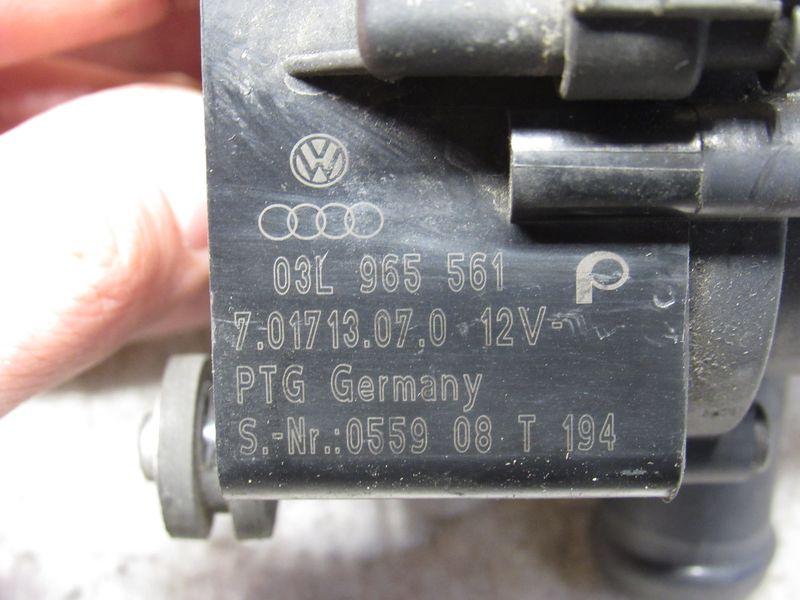 03L 965 561
7.01713.07.0 12V⎓
PTG Germany
S.-Nr.:0559 08 T 194